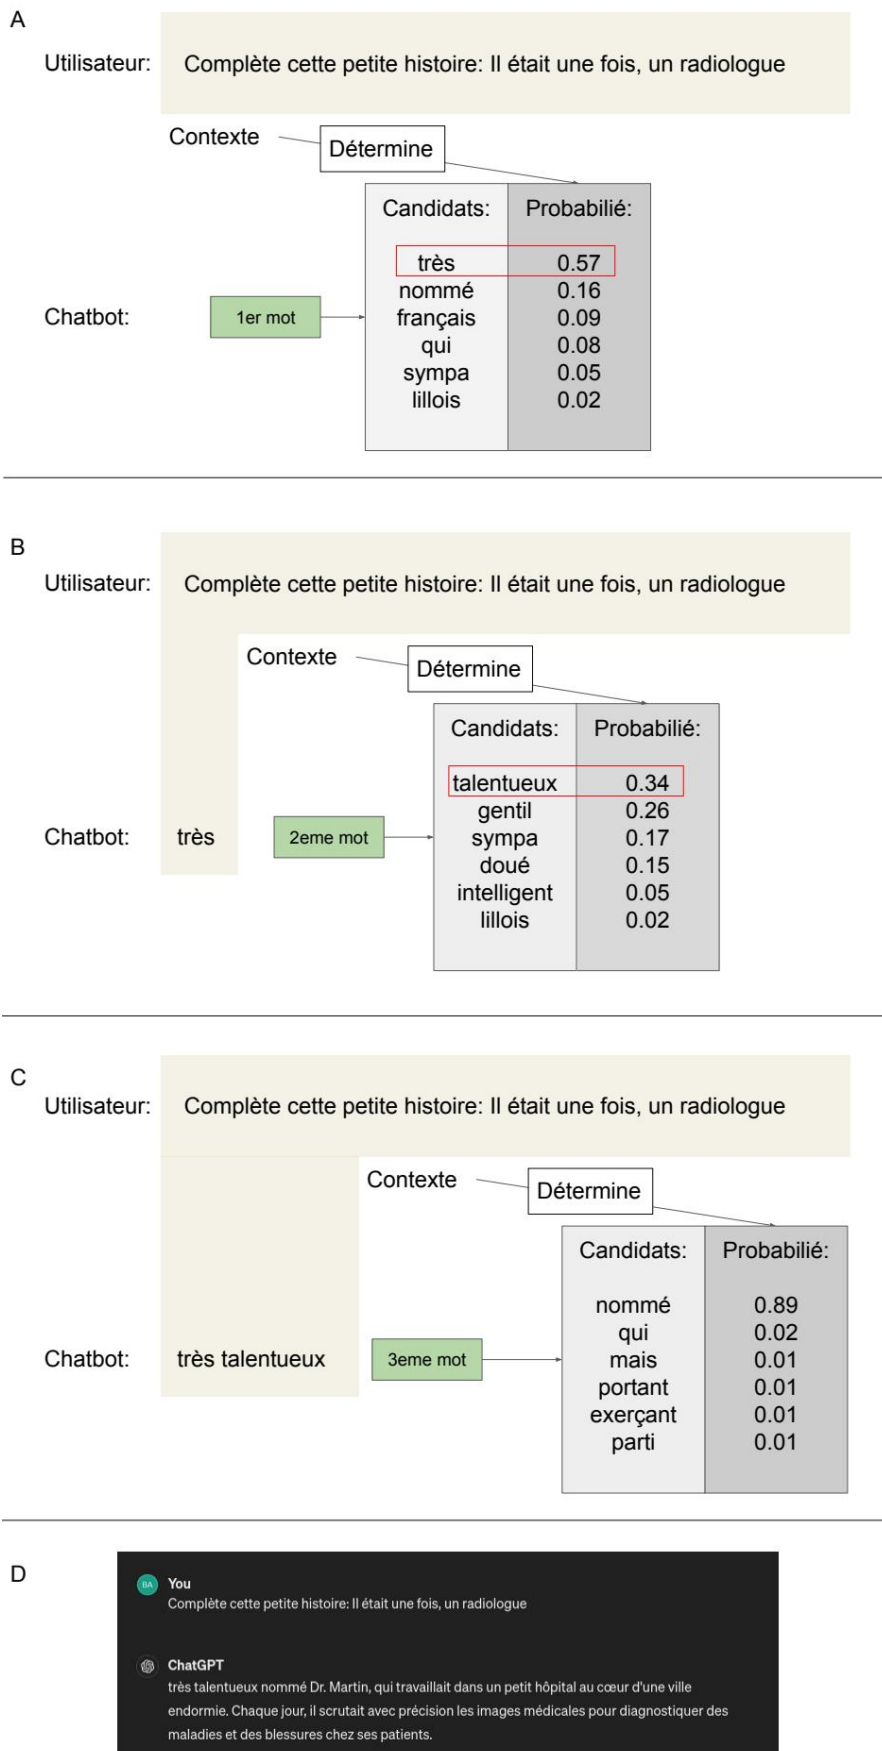 A
Utilisateur: Complète cette petite histoire: Il était une fois, un radiologue
Contexte
Détermine
Candidats: Probabilié:
très 0.57
nommé 0.16
français 0.09
qui 0.08
sympa 0.05
lillois 0.02
Chatbot: 1er mot
B
Utilisateur: Complète cette petite histoire: Il était une fois, un radiologue
Contexte
Détermine
Candidats: Probabilié:
talentueux 0.34
gentil 0.26
sympa 0.17
doué 0.15
intelligent 0.05
lillois 0.02
Chatbot: très 2eme mot
C
Utilisateur: Complète cette petite histoire: Il était une fois, un radiologue
Contexte
Détermine
Candidats: Probabilié:
nommé 0.89
qui 0.02
mais 0.01
portant 0.01
exerçant 0.01
parti 0.01
Chatbot: très talentueux 3eme mot
D
BA You
Complète cette petite histoire: Il était une fois, un radiologue
ChatGPT
très talentueux nommé Dr. Martin, qui travaillait dans un petit hôpital au cœur d'une ville
endormie. Chaque jour, il scrutait avec précision les images médicales pour diagnostiquer des
maladies et des blessures chez ses patients.